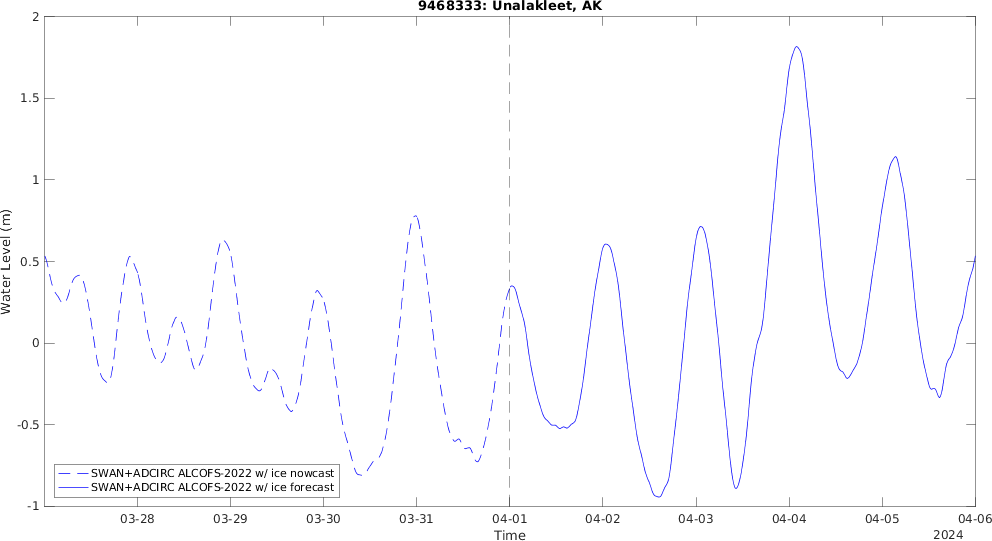 9468333: Unalakleet, AK
Water Level (m)
2
1.5
1
0.5
0
-0.5
-1
SWAN+ADCIRC ALCOFS-2022 w/ ice nowcast
SWAN+ADCIRC ALCOFS-2022 w/ ice forecast
03-28 03-29 03-30 03-31 04-01 04-02 04-03 04-04 04-05 04-06
Time
2024